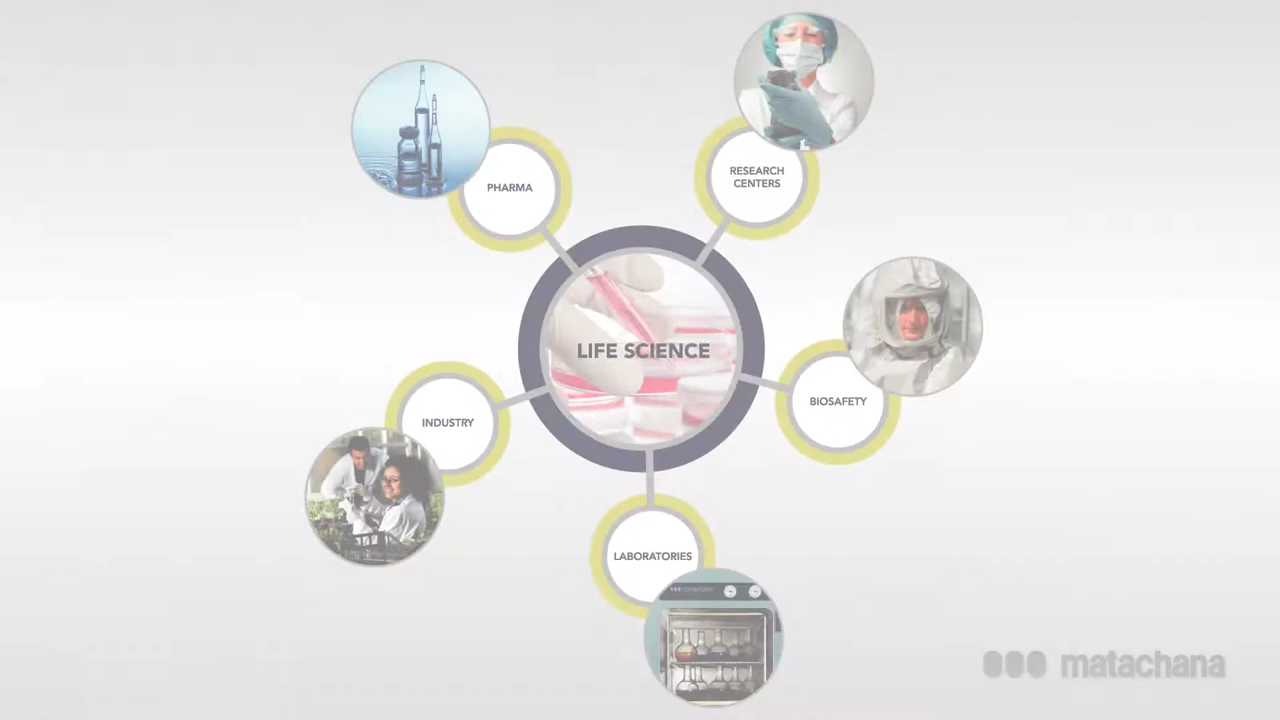 RESEARCH
CENTERS
PHARMA
LIFE SCIENCE
BIOSAFETY
INDUSTRY
LABORATORIES
matachana